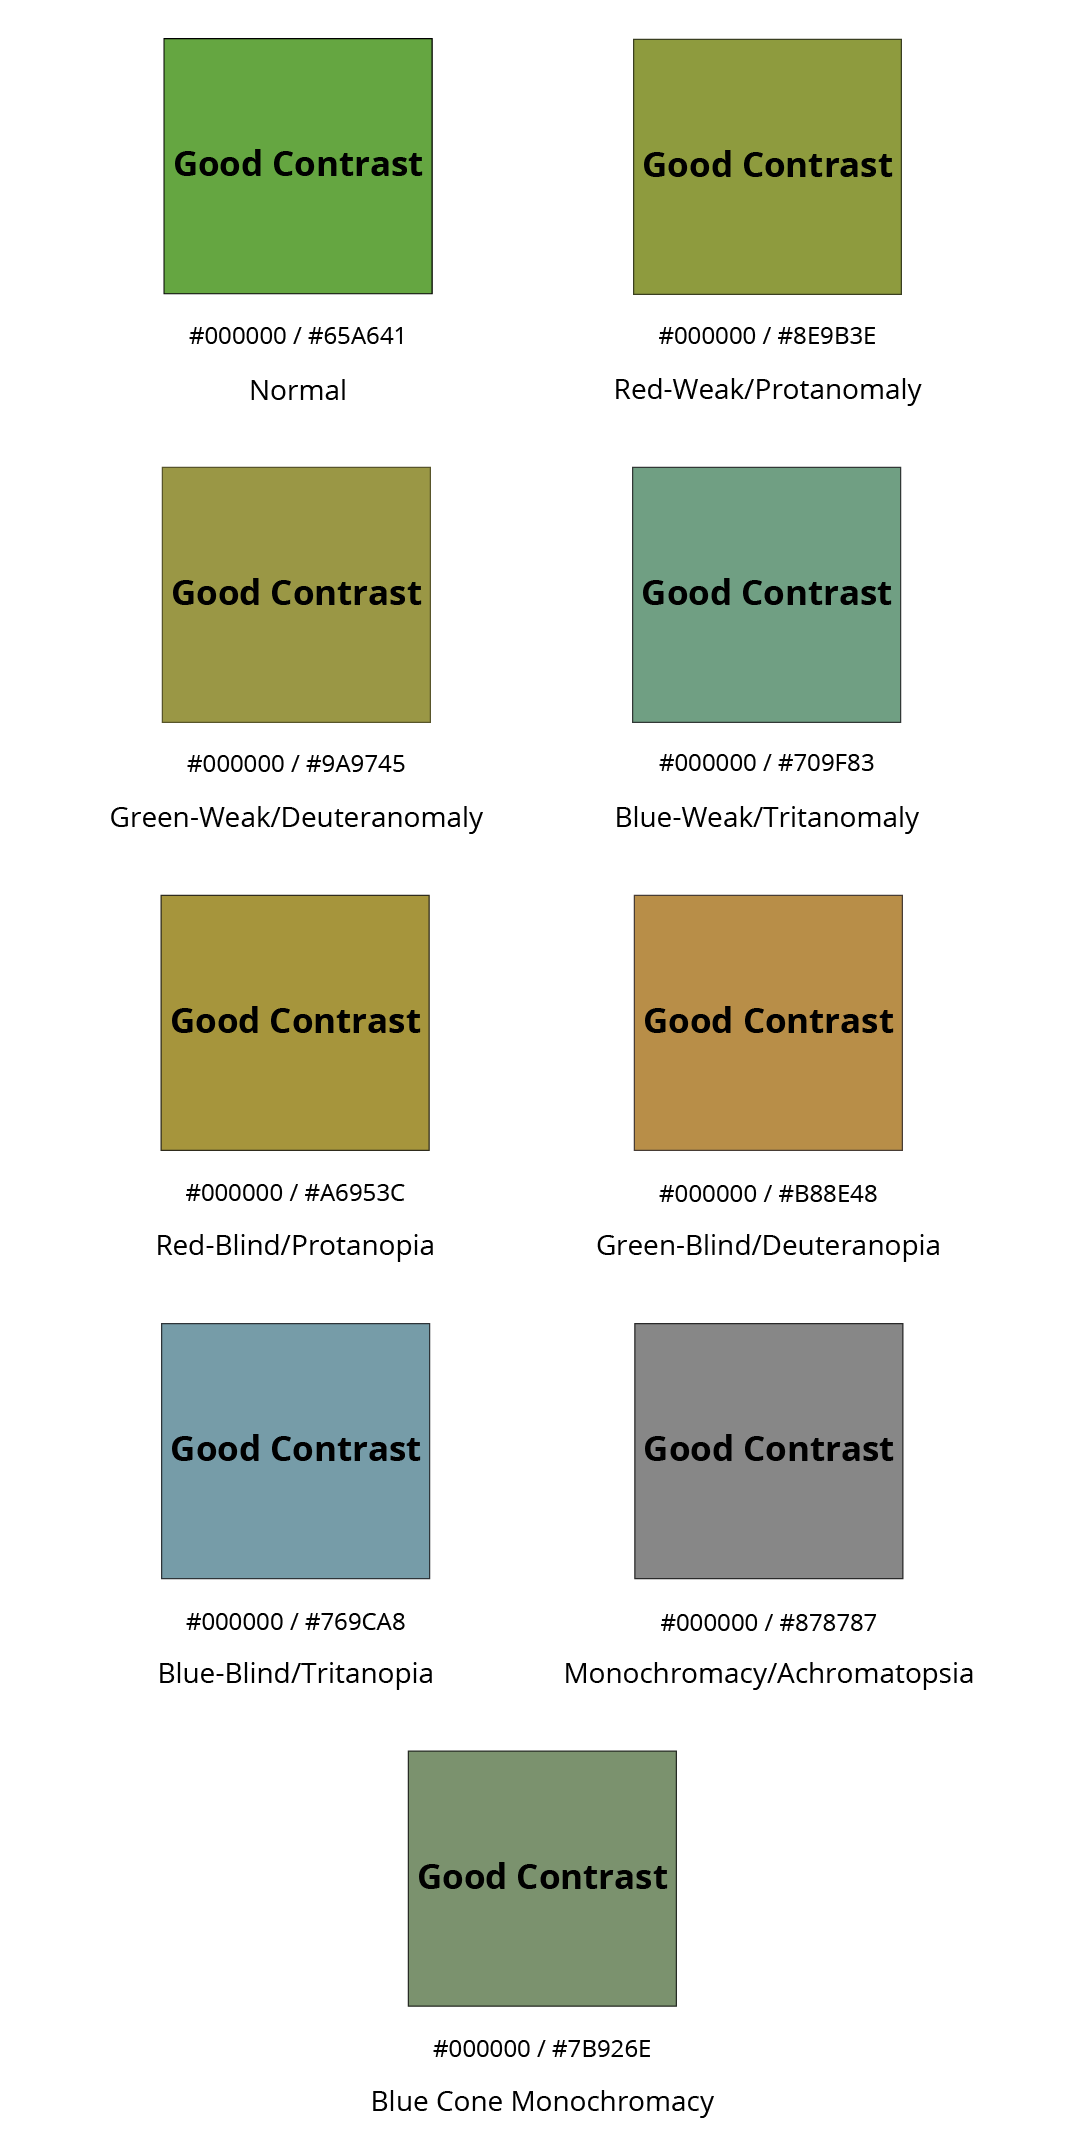 Good Contrast
#000000 / #65A641
Normal
Good Contrast
#000000 / #8E9B3E
Red-Weak/Protanomaly
Good Contrast
#000000 / #9A9745
Green-Weak/Deuteranomaly
Good Contrast
#000000 / #709F83
Blue-Weak/Tritanomaly
Good Contrast
#000000 / #A6953C
Red-Blind/Protanopia
Good Contrast
#000000 / #B88E48
Green-Blind/Deuteranopia
Good Contrast
#000000 / #769CA8
Blue-Blind/Tritanopia
Good Contrast
#000000 / #878787
Monochromacy/Achromatopsia
Good Contrast
#000000 / #7B926E
Blue Cone Monochromacy